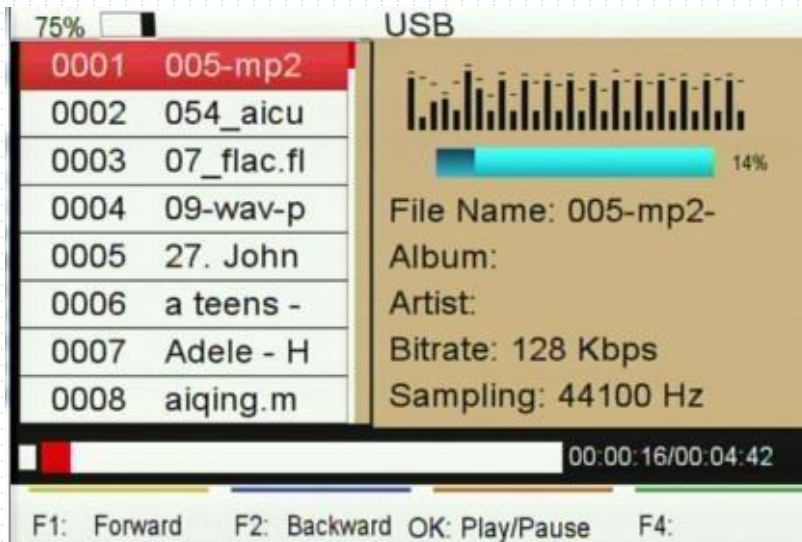 75% USB
0001 005-mp2
0002 054_aicu
0003 07_flac.fl
0004 09-wav-p
0005 27. John
0006 a teens -
0007 Adele - H
0008 aiqing.m
14%
File Name: 005-mp2-
Album:
Artist:
Bitrate: 128 Kbps
Sampling: 44100 Hz
00:00:16/00:04:42
F1: Forward F2: Backward OK: Play/Pause F4: